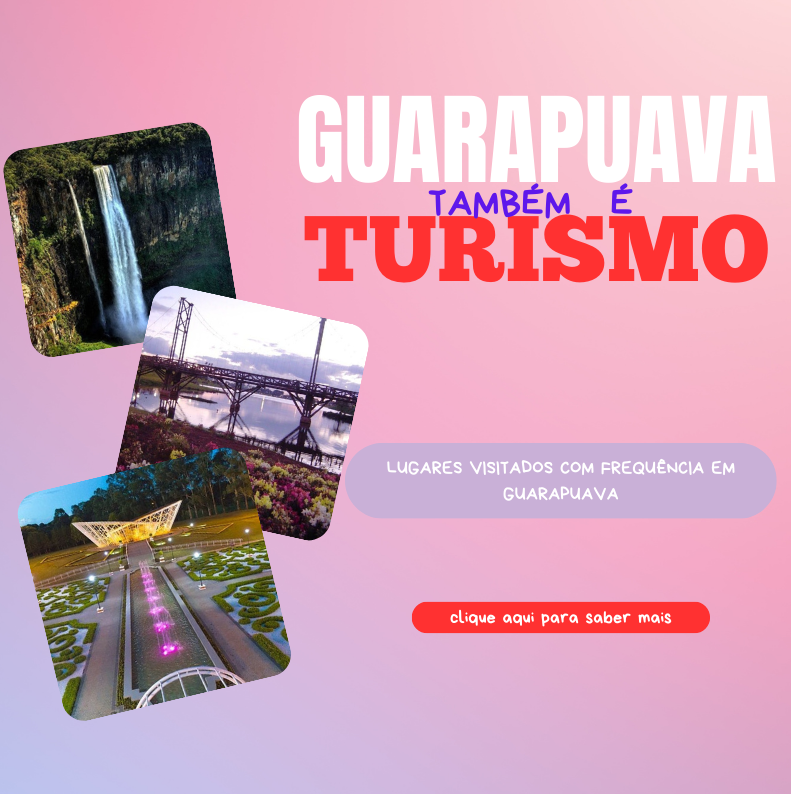 GUARAPUAVA
TAMBÉM É
TURISMO
LUGARES VISITADOS COM FREQUÊNCIA EM
GUARAPUAVA
clique aqui para saber mais